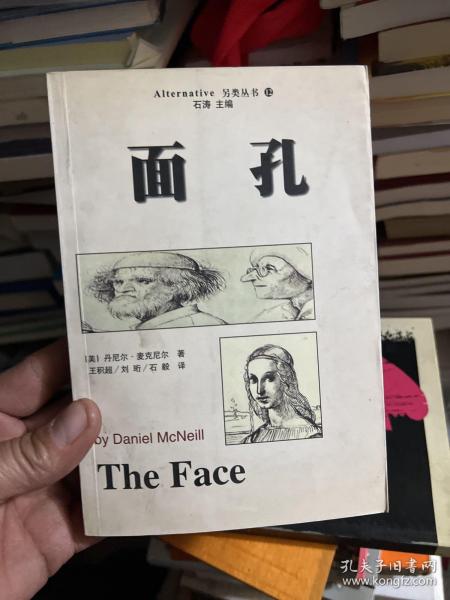 Alternative 另类丛书 12
石涛 主编
面 孔
(美) 丹尼尔·麦克尼尔 著
王积超/刘 珩/石 毅 译
by Daniel McNeill
The Face
孔夫子旧书网
www.kongfz.com